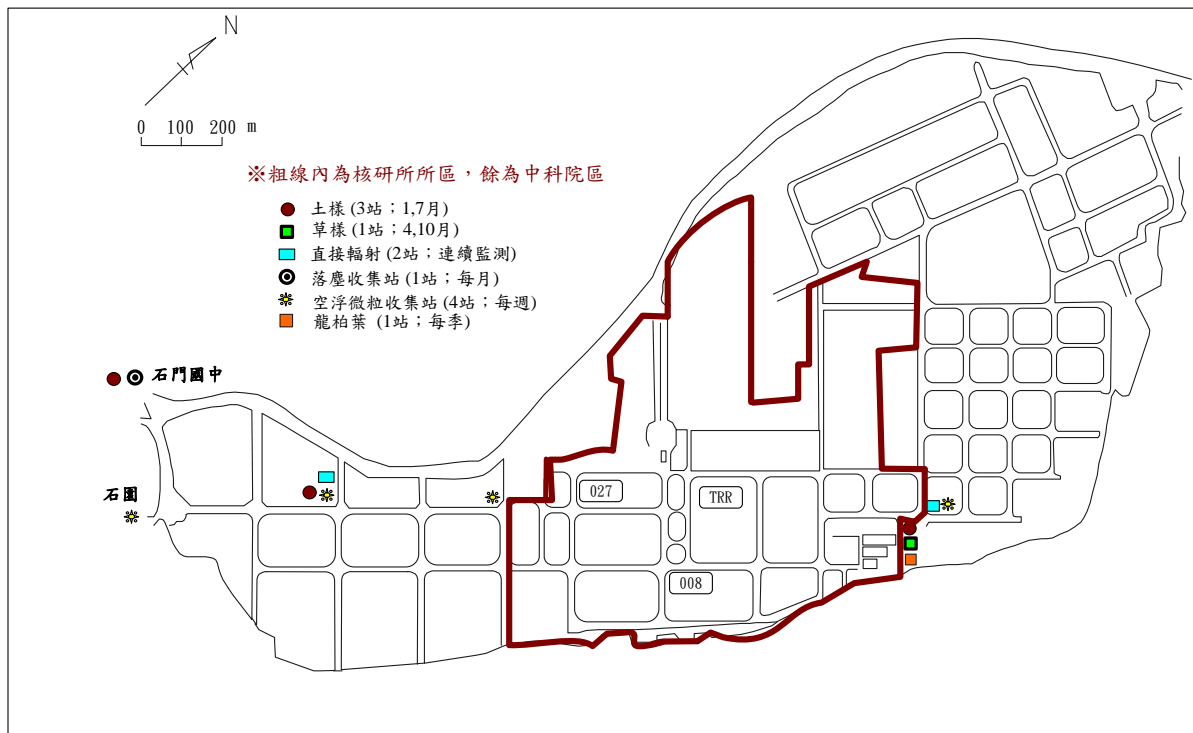 N
0 100 200 m
※粗線內為核研所所區，餘為中科院區
土樣 (3站；1,7月)
草樣 (1站；4,10月)
直接輻射 (2站；連續監測)
落塵收集站 (1站；每月)
空浮微粒收集站 (4站；每週)
龍柏葉 (1站；每季)
石門國中
石園
027
TRR
008